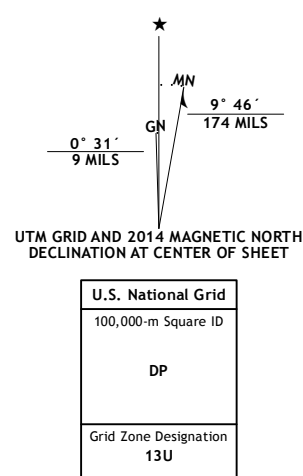 ★
MN
GN
9° 46´
174 MILS
0° 31´
9 MILS
UTM GRID AND 2014 MAGNETIC NORTH
DECLINATION AT CENTER OF SHEET
U.S. National Grid
100,000-m Square ID
DP
Grid Zone Designation
13U